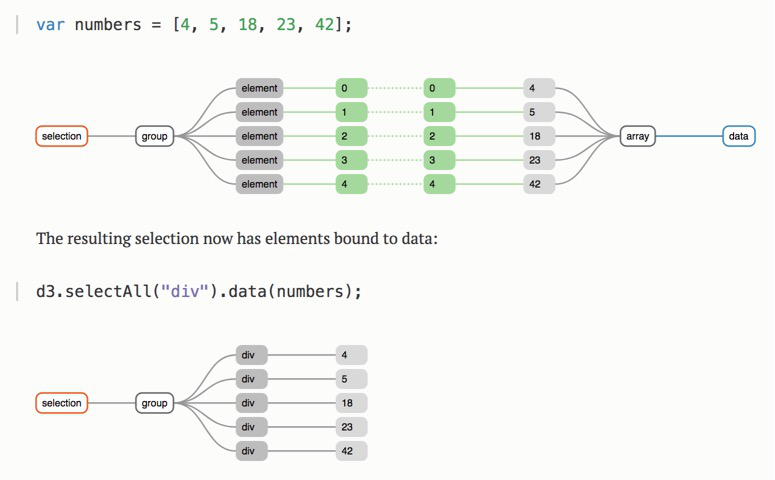 var numbers = [4, 5, 18, 23, 42];
element 0 0 4
element 1 1 5
selection group element 2 2 18 array data
element 3 3 23
element 4 4 42
The resulting selection now has elements bound to data:
d3.selectAll("div").data(numbers);
div 4
div 5
selection group div 18
div 23
div 42